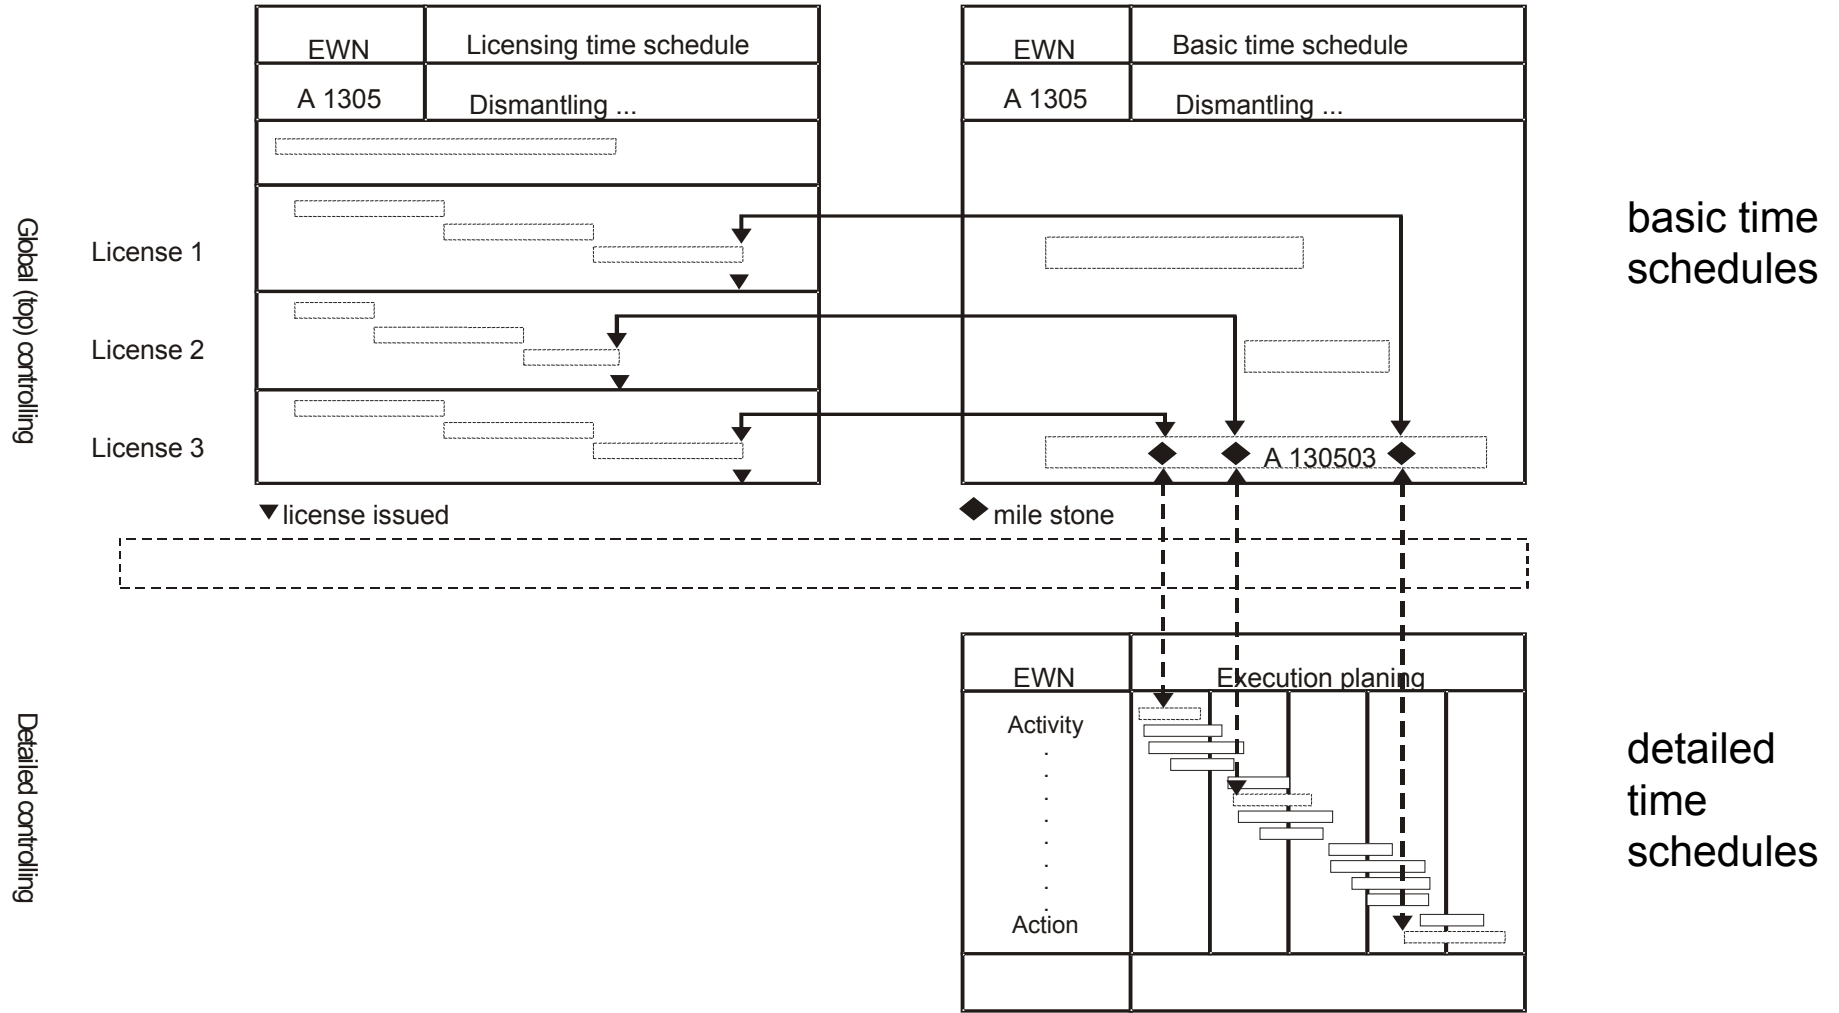 EWN
Licensing time schedule
A 1305
Dismantling ...
EWN
Basic time schedule
A 1305
Dismantling ...
Global (top) controlling
License 1
License 2
License 3
A 130503
basic time
schedules
license issued
mile stone
Detailed controlling
EWN
Execution planing
Activity
.
.
.
.
.
.
.
.
Action
detailed
time
schedules